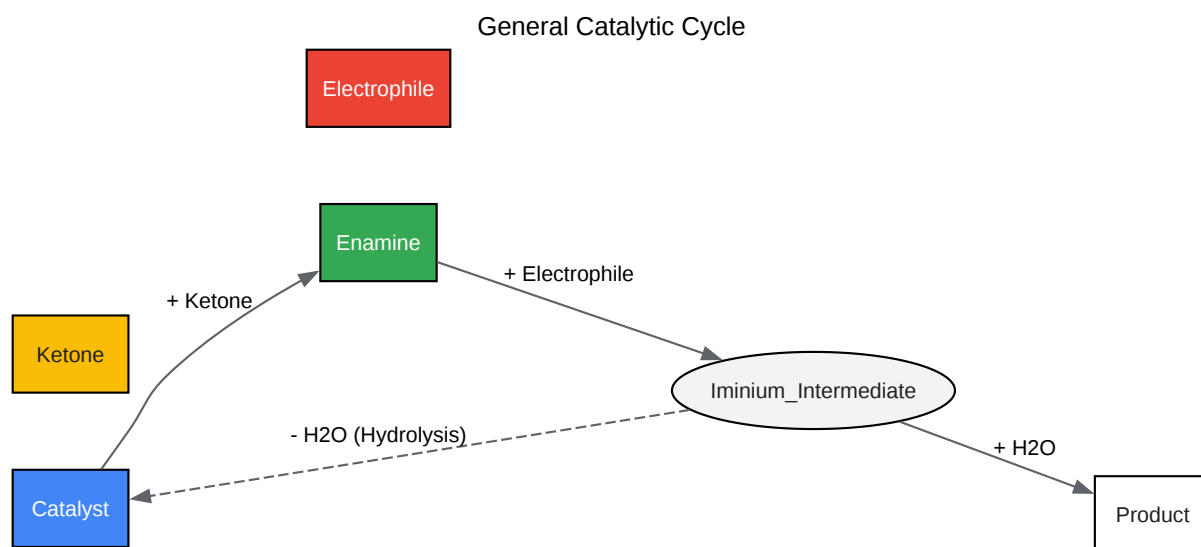 General Catalytic Cycle
Electrophile
Enamine
+ Electrophile
+ Ketone
Ketone
Iminium_Intermediate
- H2O (Hydrolysis)
+ H2O
Catalyst
Product